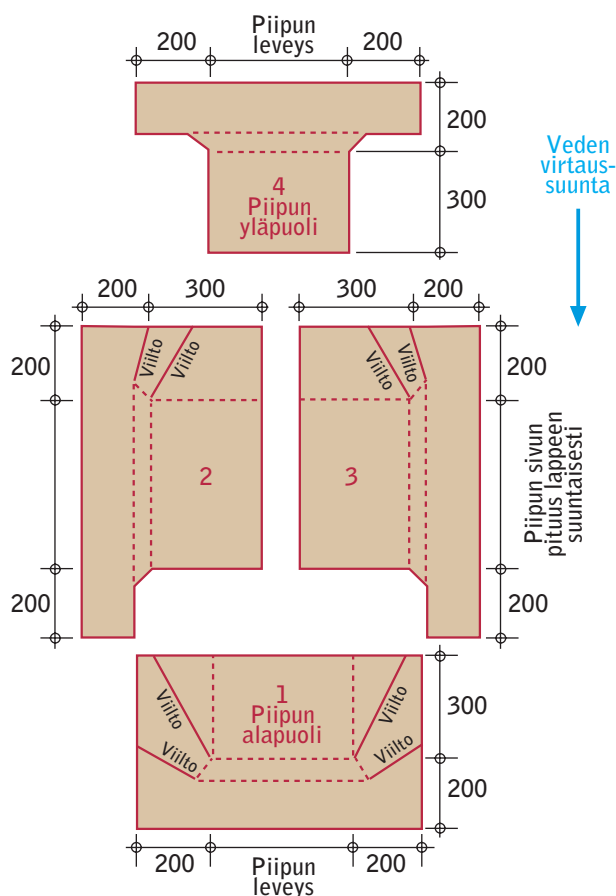 Piipun
leveys
200
200
200
300
4
Piipun
yläpuoli
Veden
virtaus-
suunta
200
300
300
200
200
200
200
200
Viilto
Viilto
Viilto
Viilto
2
3
Piipun sivun
pituus lappeen
suuntaisesti
1
Piipun
alapuoli
Viilto
Viilto
Viilto
Viilto
300
200
200
Piipun
leveys
200